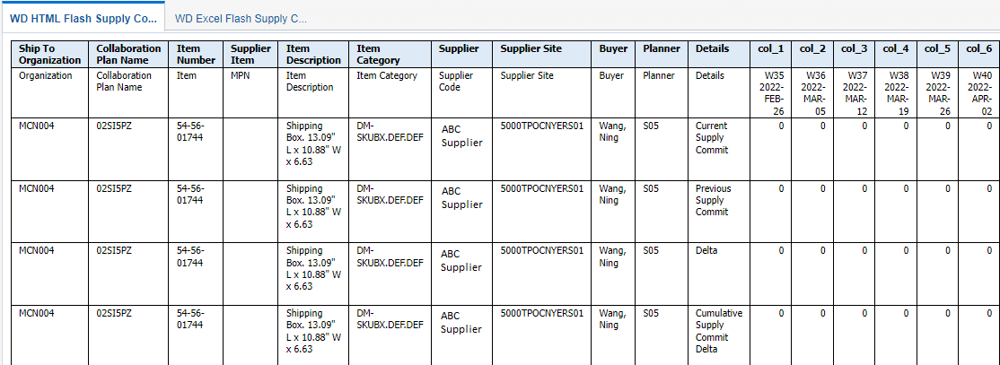 WD HTML Flash Supply Co... WD Excel Flash Supply C...
Ship To Organization Collaboration Plan Name Item Number Supplier Item Item Description Item Category Supplier Supplier Site Buyer Planner Details col_1 col_2 col_3 col_4 col_5 col_6
Organization Collaboration Plan Name Item MPN Item Description Item Category Supplier Code Supplier Site Buyer Planner Details W35 2022-FEB-26 W36 2022-MAR-05 W37 2022-MAR-12 W38 2022-MAR-19 W39 2022-MAR-26 W40 2022-APR-02
MCN004 02SI5PZ 54-56-01744 Shipping Box. 13.09" L x 10.88" W x 6.63 DM-SKUBX.DEF.DEF ABC Supplier 5000TPOCNYERS01 Wang, Ning S05 Current Supply Commit 0 0 0 0 0 0
MCN004 02SI5PZ 54-56-01744 Shipping Box. 13.09" L x 10.88" W x 6.63 DM-SKUBX.DEF.DEF ABC Supplier 5000TPOCNYERS01 Wang, Ning S05 Previous Supply Commit 0 0 0 0 0 0
MCN004 02SI5PZ 54-56-01744 Shipping Box. 13.09" L x 10.88" W x 6.63 DM-SKUBX.DEF.DEF ABC Supplier 5000TPOCNYERS01 Wang, Ning S05 Delta 0 0 0 0 0 0
MCN004 02SI5PZ 54-56-01744 Shipping Box. 13.09" L x 10.88" W x 6.63 DM-SKUBX.DEF.DEF ABC Supplier 5000TPOCNYERS01 Wang, Ning S05 Cumulative Supply Commit Delta 0 0 0 0 0 0